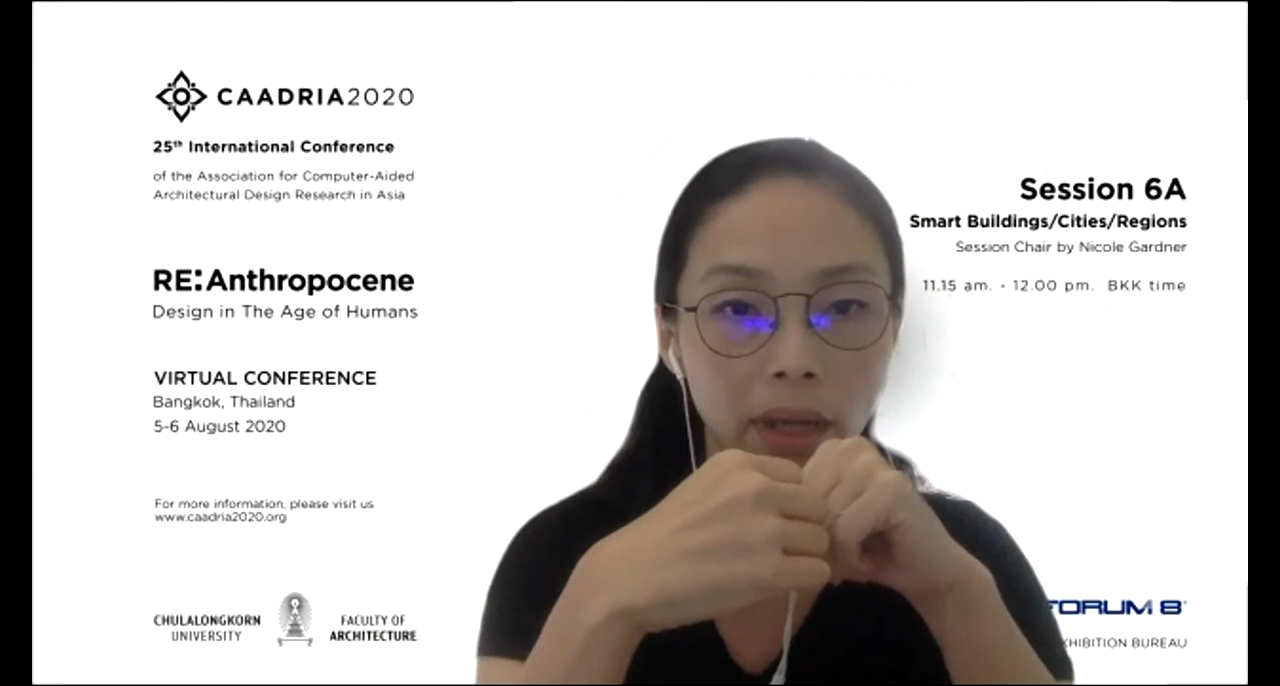 CAADRIA2020
25th International Conference
of the Association for Computer-Aided
Architectural Design Research in Asia
RE:Anthropocene
Design in The Age of Humans
VIRTUAL CONFERENCE
Bangkok, Thailand
5-6 August 2020
For more information, please visit us
www.caadria2020.org
CHULALONGKORN
UNIVERSITY
FACULTY OF
ARCHITECTURE
Session 6A
Smart Buildings/Cities/Regions
Session Chair by Nicole Gardner
11.15 am. - 12.00 pm. BKK time
FORUM 8
BUREAU